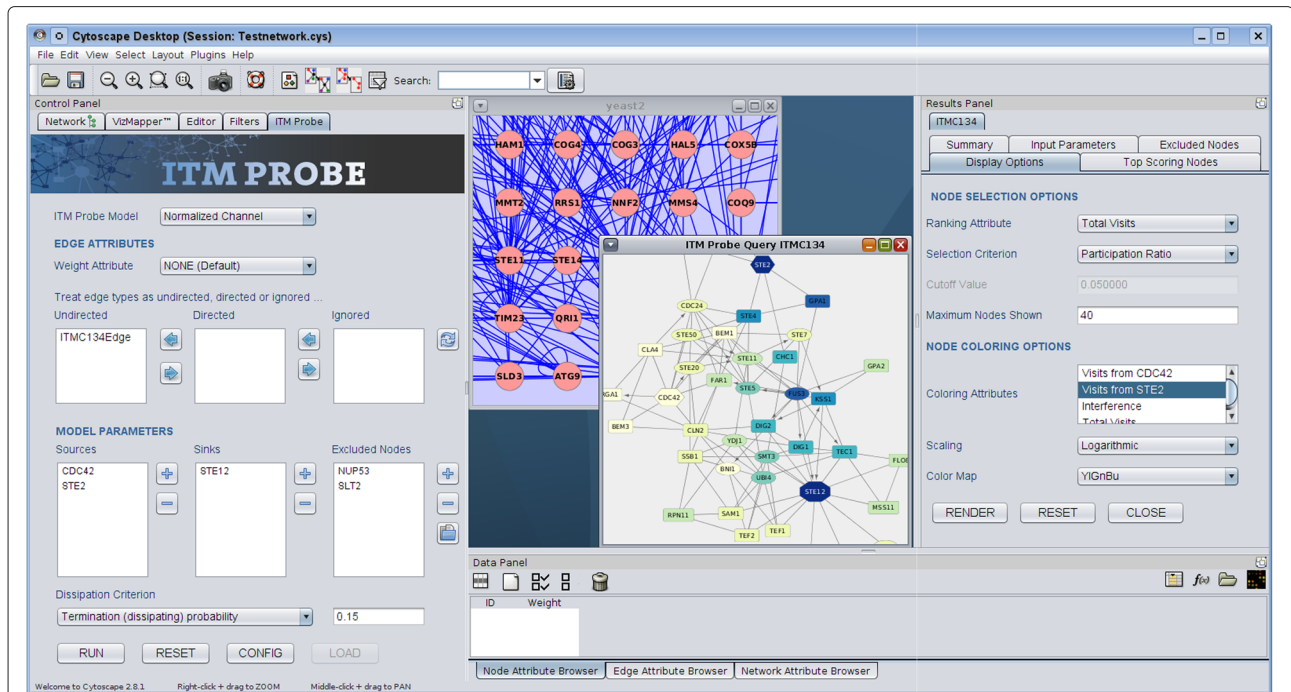 Cytoscape Desktop (Session: Testnetwork.cys)
File Edit View Select Layout Plugins Help
Search:
Control Panel
Network VizMapper™ Editor Filters ITM Probe
ITM PROBE
ITM Probe Model Normalized Channel
EDGE ATTRIBUTES
Weight Attribute NONE (Default)
Treat edge types as undirected, directed or ignored ...
Undirected Directed Ignored
ITMC134Edge
MODEL PARAMETERS
Sources Sinks Excluded Nodes
CDC42 STE12 NUP53
STE2 SLT2
Dissipation Criterion
Termination (dissipating) probability 0.15
RUN RESET CONFIG LOAD
yeast2
HAM1 COG4 COG3 HAL5 COX5B
MMT2 RRS1 NNF2 MMS4 COQ9
STE11 STE14
TIM23 QRI1
SLD3 ATG9
ITM Probe Query ITMC134
STE2
CDC24 GPA1
STE4
STE50 BEM1 STE7
CLA4 STE11 CHC1
STE20 GPA2
FAR1 STE5
RGA1 CDC42 FUS3 KSS1
BEM3 CLN2 DIG2
YDJ1 DIG1 TEC1
SSB1 SMT3 FLO
BNI1 UBI4
STE12
RPN11 SAM1 MSS11
TEF2 TEF1
Results Panel
ITMC134
Summary Input Parameters Excluded Nodes
Display Options Top Scoring Nodes
NODE SELECTION OPTIONS
Ranking Attribute Total Visits
Selection Criterion Participation Ratio
Cutoff Value 0.050000
Maximum Nodes Shown 40
NODE COLORING OPTIONS
Visits from CDC42
Coloring Attributes Visits from STE2
Interference
Total Visits
Scaling Logarithmic
Color Map YlGnBu
RENDER RESET CLOSE
Data Panel
f(x)
ID Weight
Node Attribute Browser Edge Attribute Browser Network Attribute Browser
Welcome to Cytoscape 2.8.1 Right-click + drag to ZOOM Middle-click + drag to PAN